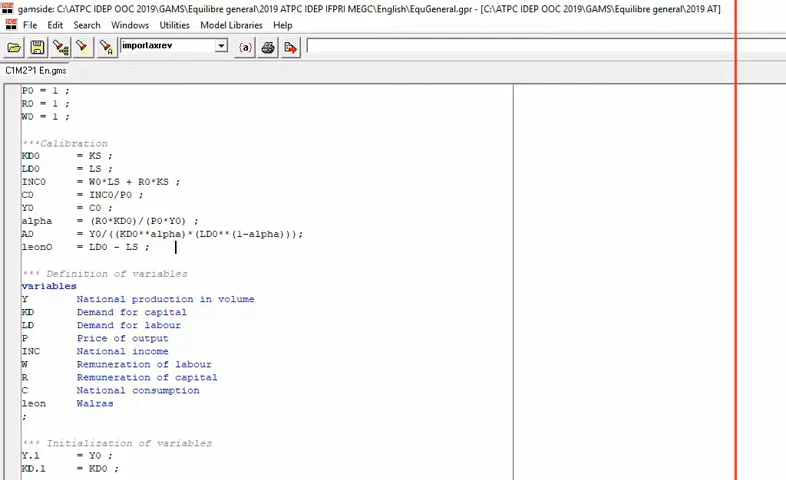 gamside: C:\ATPC IDEP OOC 2019\GAMS\Equilibre general\2019 ATPC IDEP IFPRI MEGC\English\EquGeneral.gpr - [C:\ATPC IDEP OOC 2019\GAMS\Equilibre general\2019 AT]
IDE File Edit Search Windows Utilities Model Libraries Help
importaxrev {a}
C1M2P1 En.gms
P0 = 1 ;
R0 = 1 ;
W0 = 1 ;
***Calibration
KD0 = KS ;
LD0 = LS ;
INC0 = W0*LS + R0*KS ;
C0 = INC0/P0 ;
Y0 = C0 ;
alpha = (R0*KD0)/(P0*Y0) ;
A0 = Y0/((KD0**alpha)*(LD0**(1-alpha)));
leon0 = LD0 - LS ;
*** Definition of variables
variables
Y National production in volume
KD Demand for capital
LD Demand for labour
P Price of output
INC National income
W Remuneration of labour
R Remuneration of capital
C National consumption
leon Walras
;
*** Initialization of variables
Y.l = Y0 ;
KD.l = KD0 ;